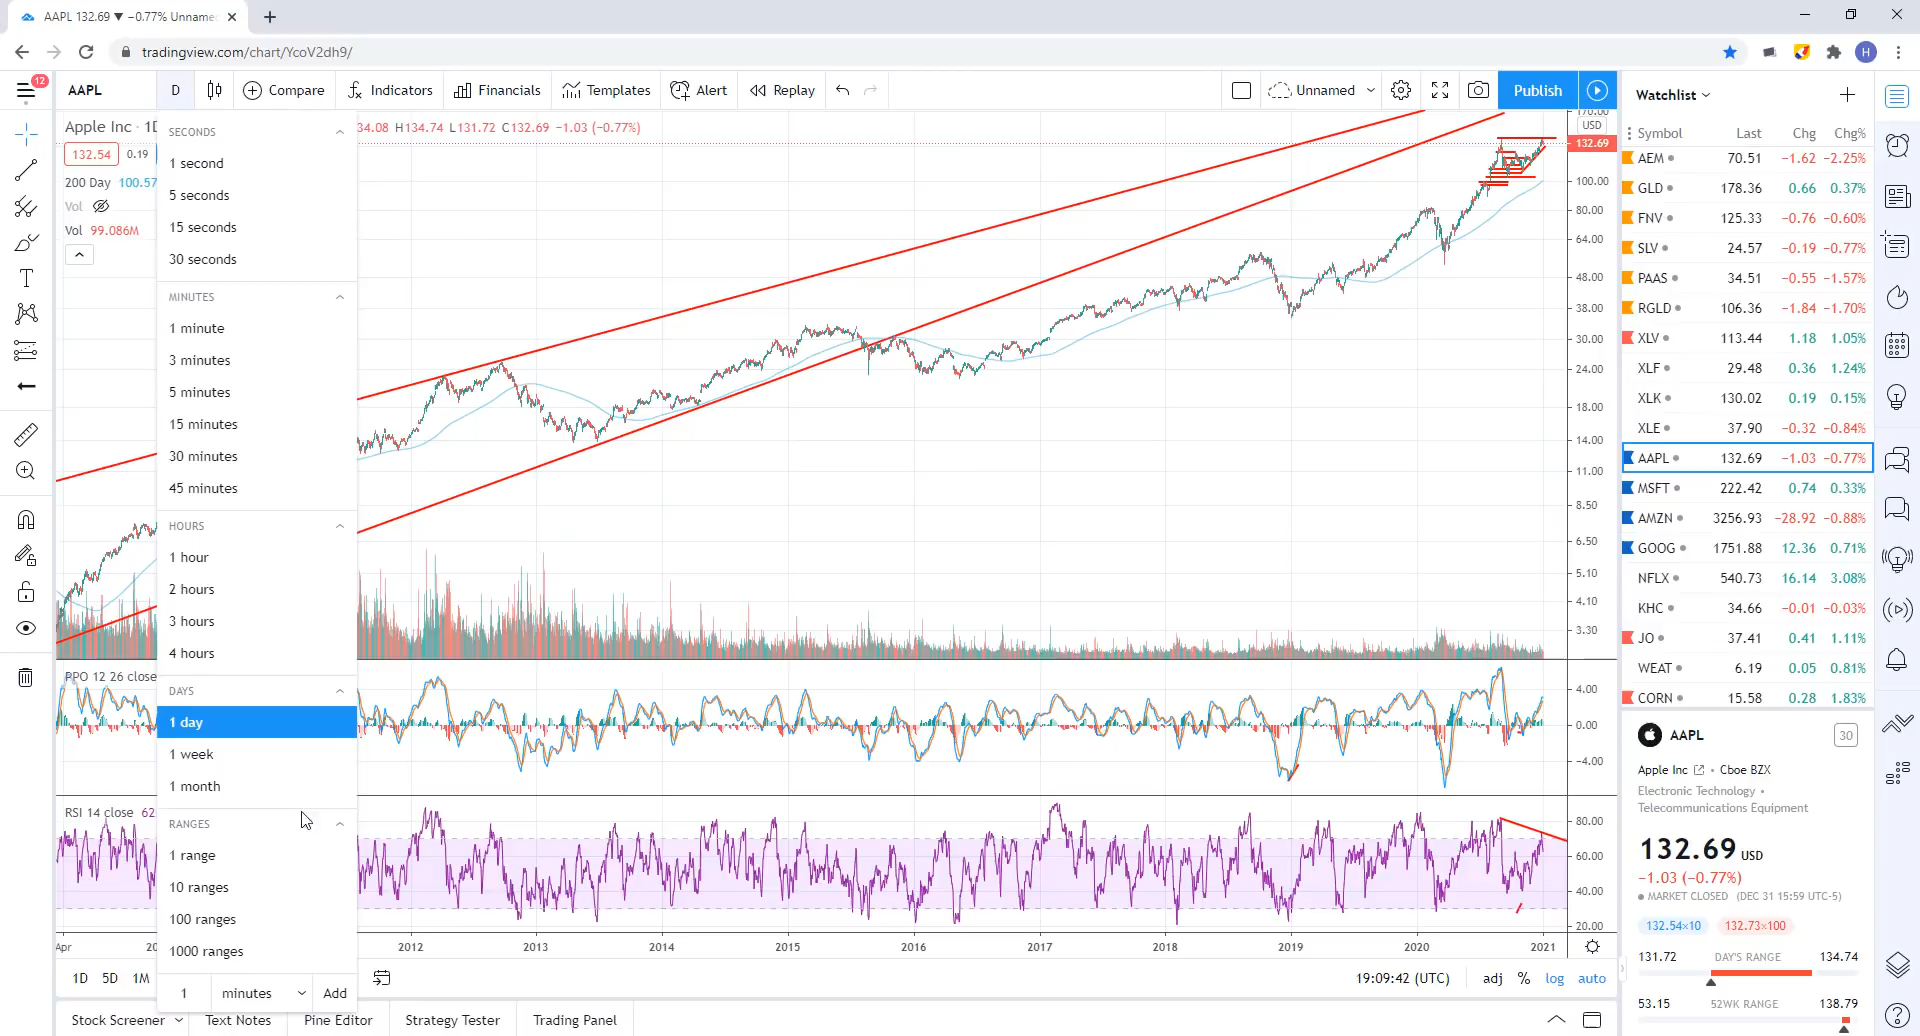 AAPL 132.69 ▼ −0.77% Unname
tradingview.com/chart/YcoV2dh9/
H
12
AAPL D Compare Indicators Financials Templates Alert Replay Unnamed Publish
Apple Inc · 1D 34.08 H134.74 L131.72 C132.69 −1.03 (−0.77%)
132.54 0.19
200 Day 100.57
Vol
Vol 99.086M
SECONDS
1 second
5 seconds
15 seconds
30 seconds
MINUTES
1 minute
3 minutes
5 minutes
15 minutes
30 minutes
45 minutes
HOURS
1 hour
2 hours
3 hours
4 hours
DAYS
1 day
1 week
1 month
RANGES
1 range
10 ranges
100 ranges
1000 ranges
1 minutes Add
170.00
USD
132.69
100.00
80.00
64.00
48.00
38.00
30.00
24.00
18.00
14.00
11.00
8.50
6.50
5.10
4.10
3.30
PPO 12 26 close
4.00
0.00
−4.00
RSI 14 close 62
80.00
60.00
40.00
20.00
Apr 20 2012 2013 2014 2015 2016 2017 2018 2019 2020 2021
1D 5D 1M 19:09:42 (UTC) adj % log auto
Stock Screener Text Notes Pine Editor Strategy Tester Trading Panel
Watchlist
Symbol Last Chg Chg%
AEM 70.51 −1.62 −2.25%
GLD 178.36 0.66 0.37%
FNV 125.33 −0.76 −0.60%
SLV 24.57 −0.19 −0.77%
PAAS 34.51 −0.55 −1.57%
RGLD 106.36 −1.84 −1.70%
XLV 113.44 1.18 1.05%
XLF 29.48 0.36 1.24%
XLK 130.02 0.19 0.15%
XLE 37.90 −0.32 −0.84%
AAPL 132.69 −1.03 −0.77%
MSFT 222.42 0.74 0.33%
AMZN 3256.93 −28.92 −0.88%
GOOG 1751.88 12.36 0.71%
NFLX 540.73 16.14 3.08%
KHC 34.66 −0.01 −0.03%
JO 37.41 0.41 1.11%
WEAT 6.19 0.05 0.81%
CORN 15.58 0.28 1.83%
AAPL 30
Apple Inc • Cboe BZX
Electronic Technology •
Telecommunications Equipment
132.69 USD
−1.03 (−0.77%)
MARKET CLOSED (DEC 31 15:59 UTC-5)
132.54×10 132.73×100
131.72 DAY'S RANGE 134.74
53.15 52WK RANGE 138.79